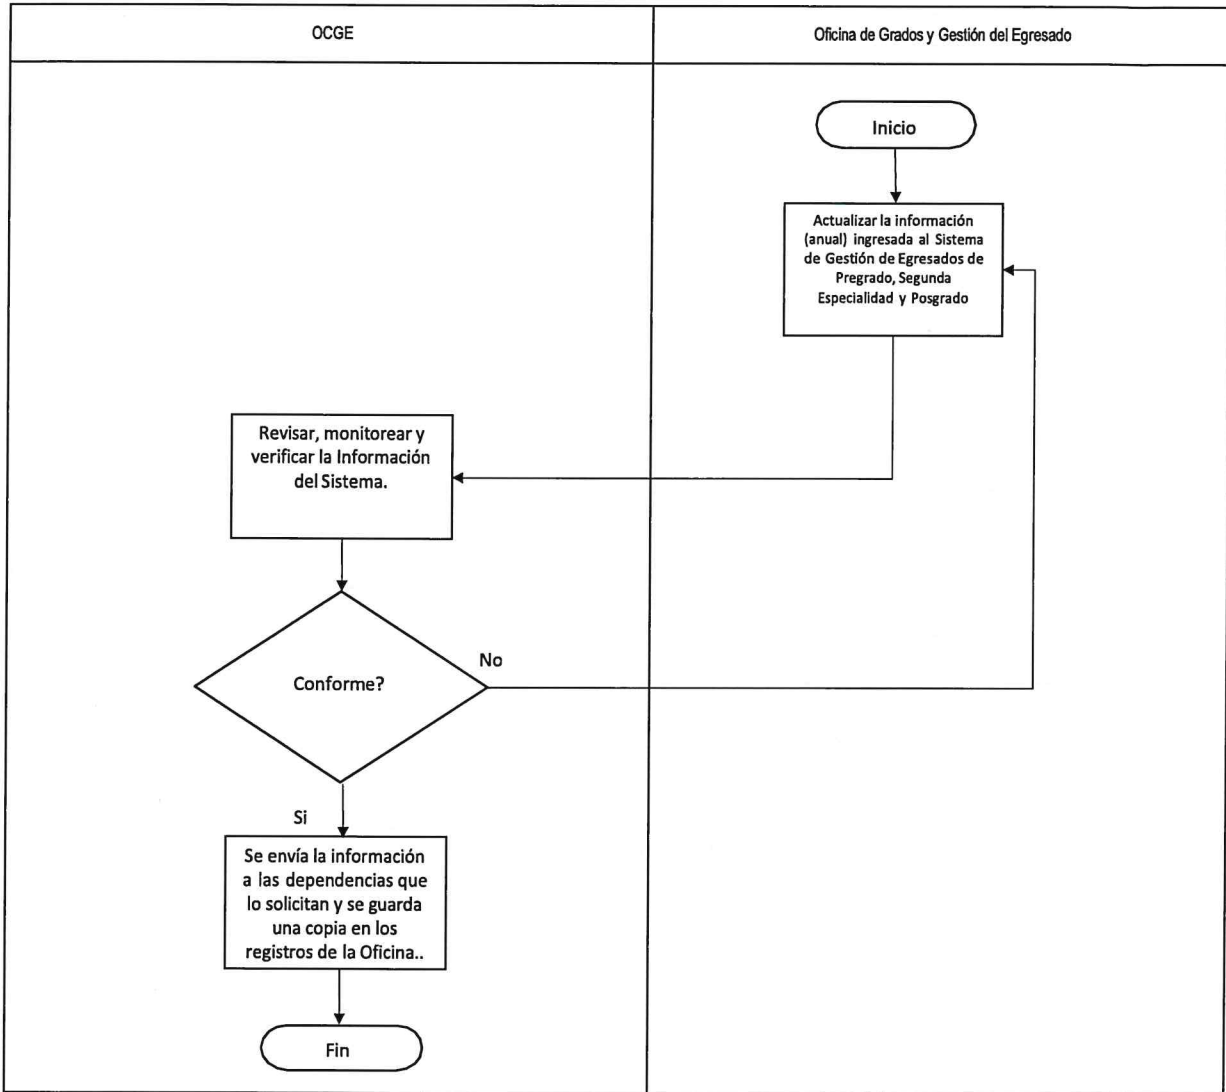 OCGE
Oficina de Grados y Gestión del Egresado
Inicio
Actualizar la información
(anual) ingresada al Sistema
de Gestión de Egresados de
Pregrado, Segunda
Especialidad y Posgrado
Revisar, monitorear y
verificar la Información
del Sistema.
Conforme?
No
Si
Se envía la información
a las dependencias que
lo solicitan y se guarda
una copia en los
registros de la Oficina..
Fin